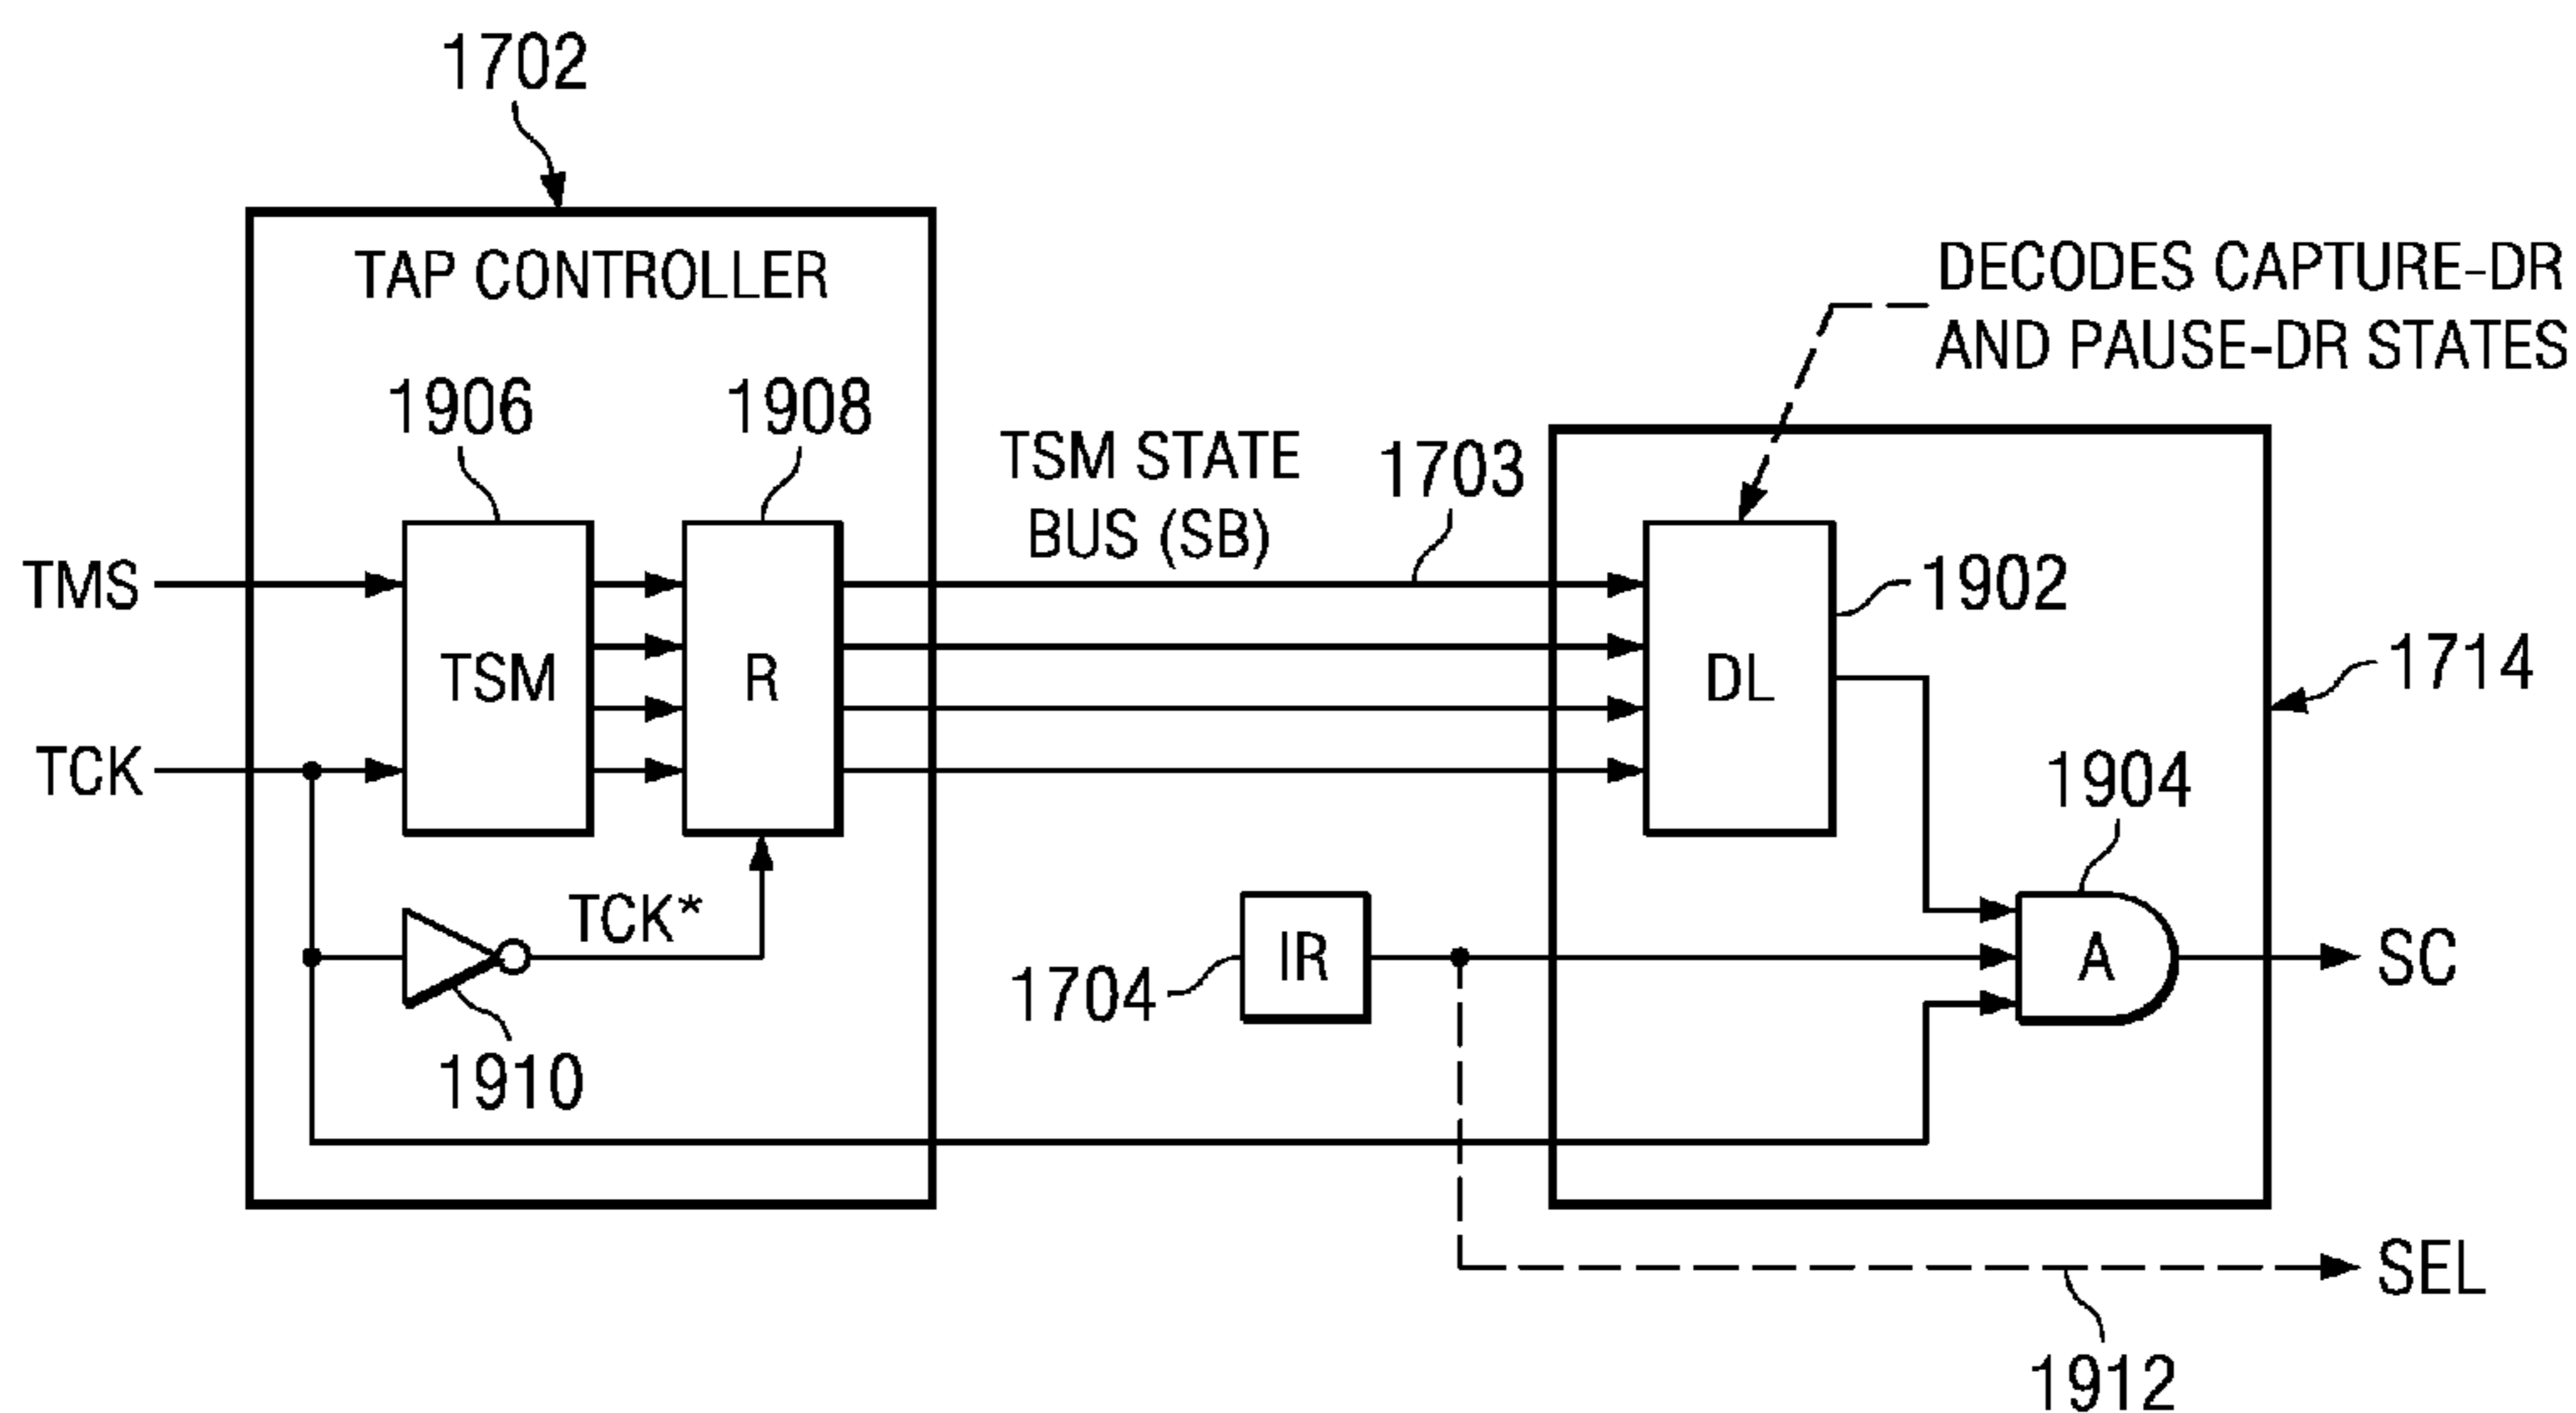 1702
TAP CONTROLLER
DECODES CAPTURE-DR
AND PAUSE-DR STATES
1906
1908
TSM STATE
BUS (SB)
1703
TMS
TSM
R
DL
1902
1714
TCK
1904
TCK*
1704
IR
A
SC
1910
SEL
1912